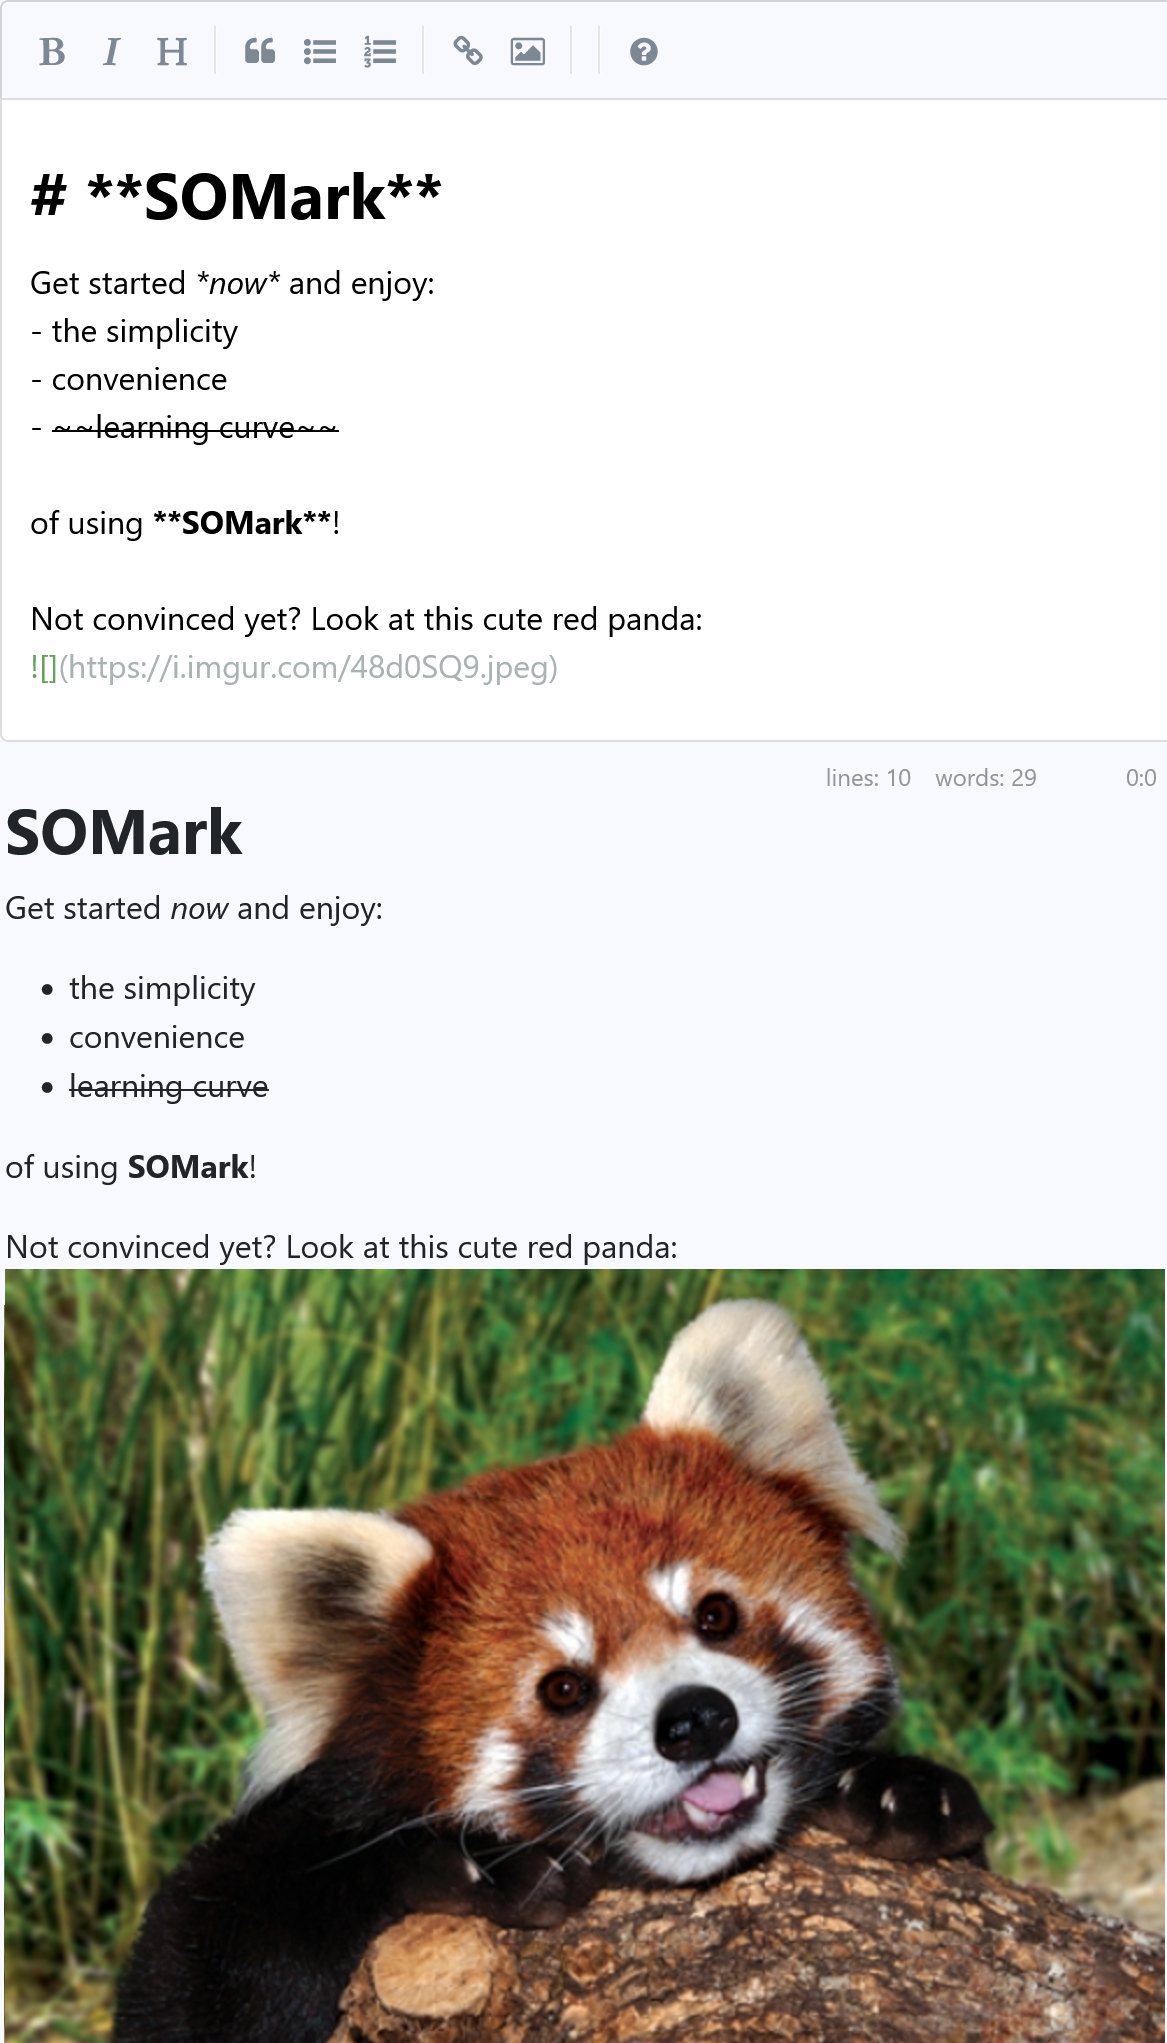 B I H
# **SOMark**
Get started *now* and enjoy:
- the simplicity
- convenience
- ~~learning curve~~
of using **SOMark**!
Not convinced yet? Look at this cute red panda:
![](https://i.imgur.com/48d0SQ9.jpeg)
lines: 10 words: 29 0:0
SOMark
Get started now and enjoy:
• the simplicity
• convenience
• learning curve
of using SOMark!
Not convinced yet? Look at this cute red panda: